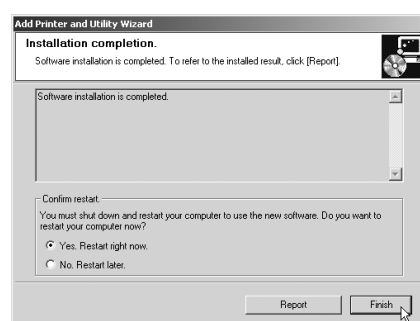 Add Printer and Utility Wizard
Installation completion.
Software installation is completed. To refer to the installed result, click [Report].
Software installation is completed.
Confirm restart.
You must shut down and restart your computer to use the new software. Do you want to
restart your computer now?
Yes. Restart right now.
No. Restart later.
Report
Finish